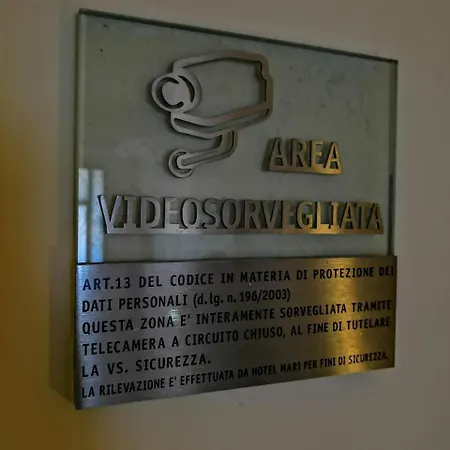 AREA
VIDEOSORVEGLIATA
ART.13 DEL CODICE IN MATERIA DI PROTEZIONE DEI
DATI PERSONALI (d.lg. n.196/2003)
QUESTA ZONA E' INTERAMENTE SORVEGLIATA TRAMITE
TELECAMERA A CIRCUITO CHIUSO, AL FINE DI TUTELARE
LA VS. SICUREZZA.
LA RILEVAZIONE E' EFFETTUATA DA HOTEL MARI PER FINI DI SICUREZZA.